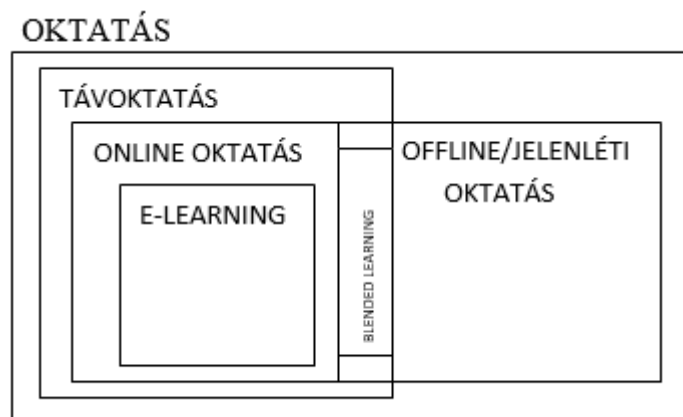 OKTATÁS
TÁVOKTATÁS
ONLINE OKTATÁS
E-LEARNING
BLENDED LEARNING
OFFLINE/JELENLÉTI
OKTATÁS